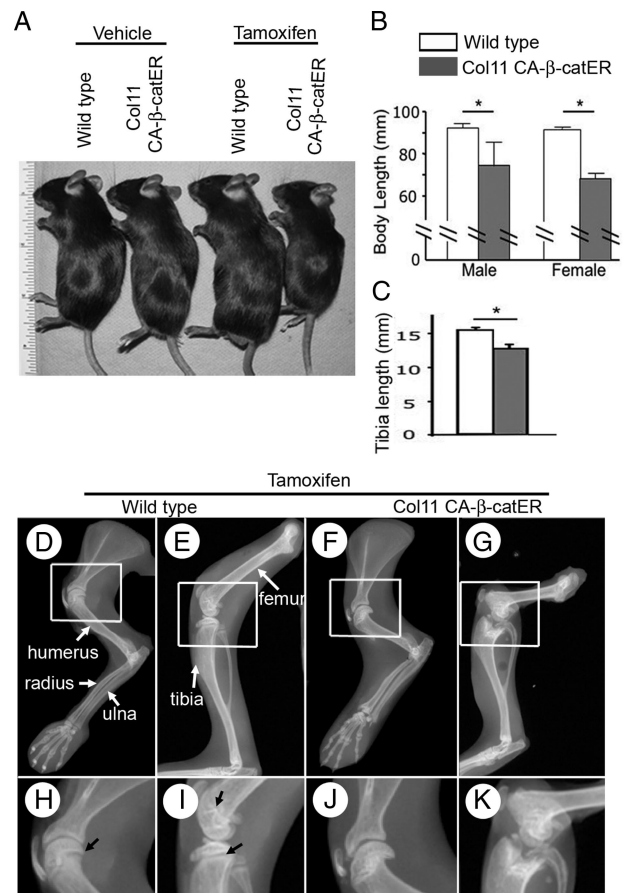 A
Vehicle
Tamoxifen
Wild type
Col11
CA-β-catER
Wild type
Col11
CA-β-catER
B
Wild type
Col11 CA-β-catER
Body Length (mm)
100
80
60
0
*
*
Male
Female
C
Tibia length (mm)
15
10
5
0
*
Tamoxifen
Wild type
Col11 CA-β-catER
D
humerus
radius
ulna
E
femur
tibia
F
G
H
I
J
K